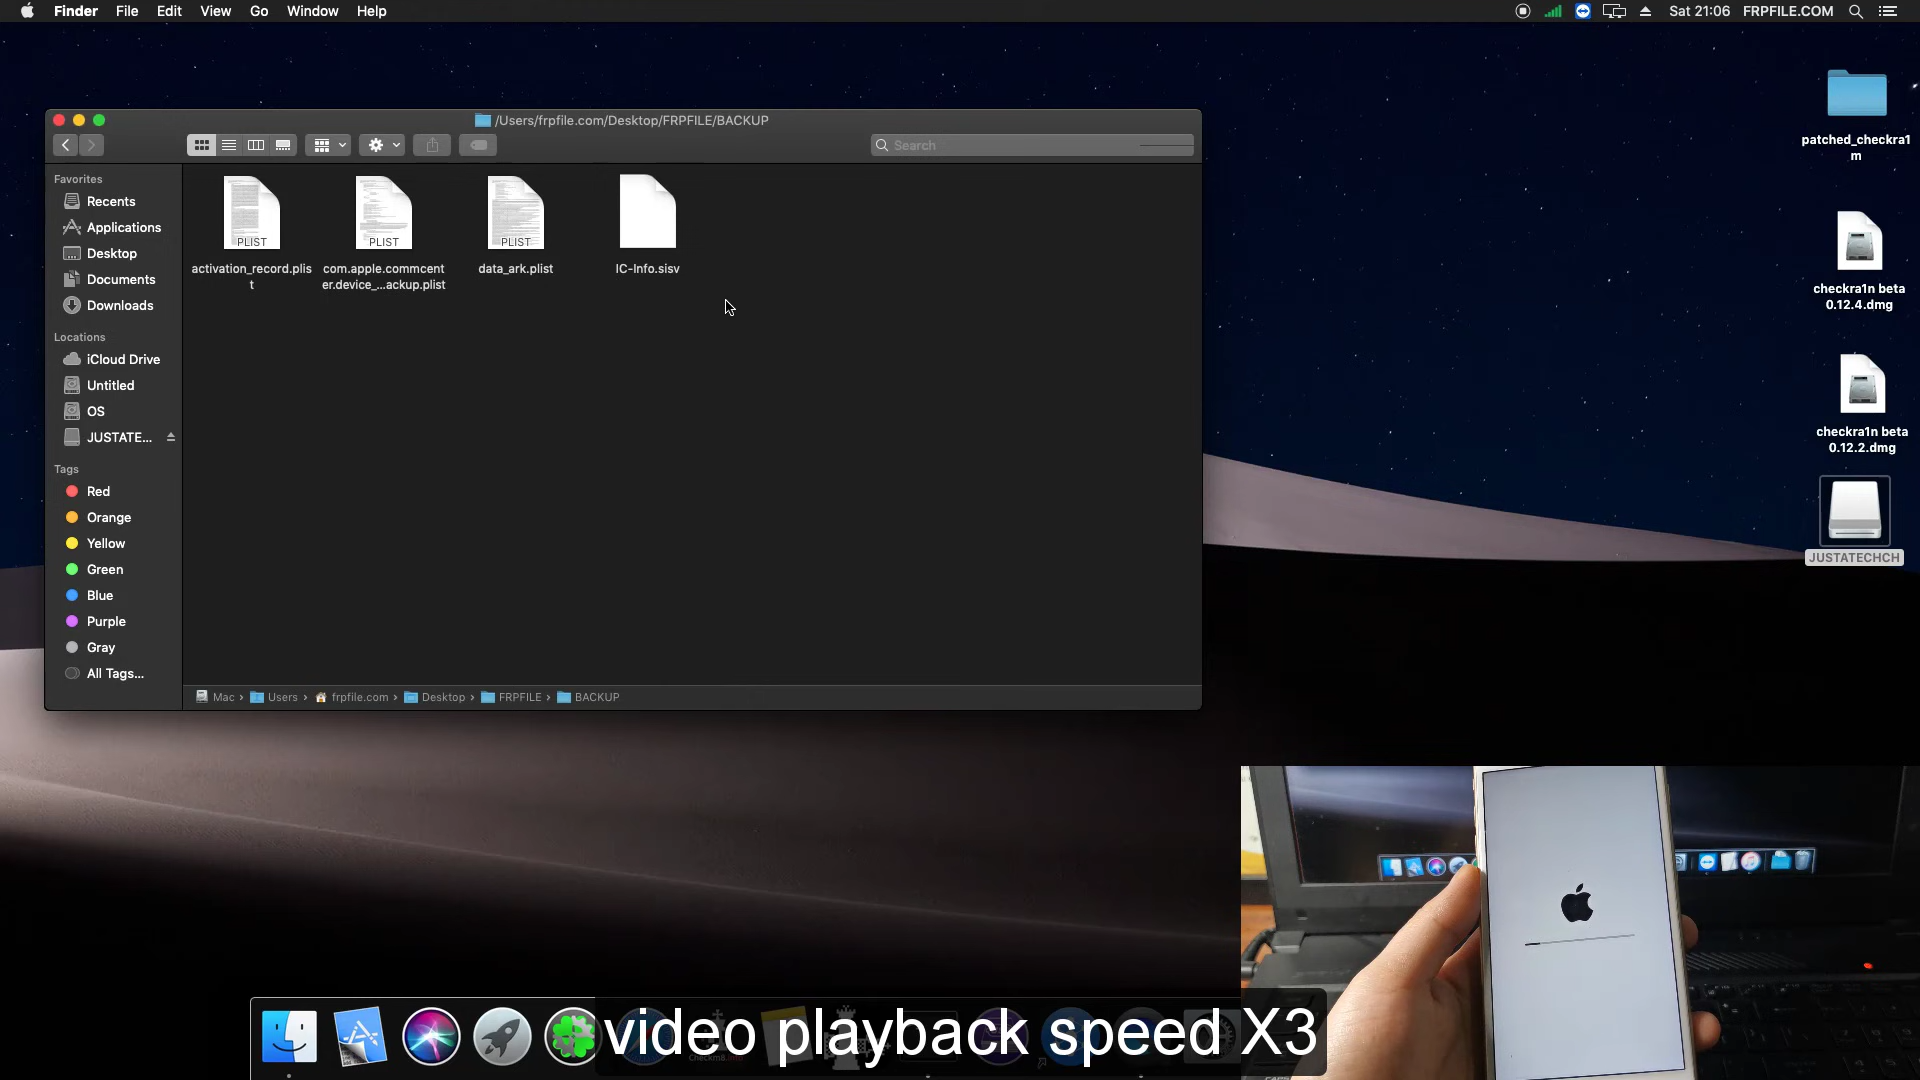 Finder File Edit View Go Window Help
Sat 21:06 FRPFILE.COM
/Users/frpfile.com/Desktop/FRPFILE/BACKUP
Search
Favorites
Recents
Applications
Desktop
Documents
Downloads
Locations
iCloud Drive
Untitled
OS
JUSTATE...
Tags
Red
Orange
Yellow
Green
Blue
Purple
Gray
All Tags...
PLIST
activation_record.plis
t
PLIST
com.apple.commcent
er.device_...ackup.plist
PLIST
data_ark.plist
IC-Info.sisv
Mac › Users › frpfile.com › Desktop › FRPFILE › BACKUP
patched_checkra1
m
checkra1n beta
0.12.4.dmg
checkra1n beta
0.12.2.dmg
JUSTATECHCH
video playback speed X3